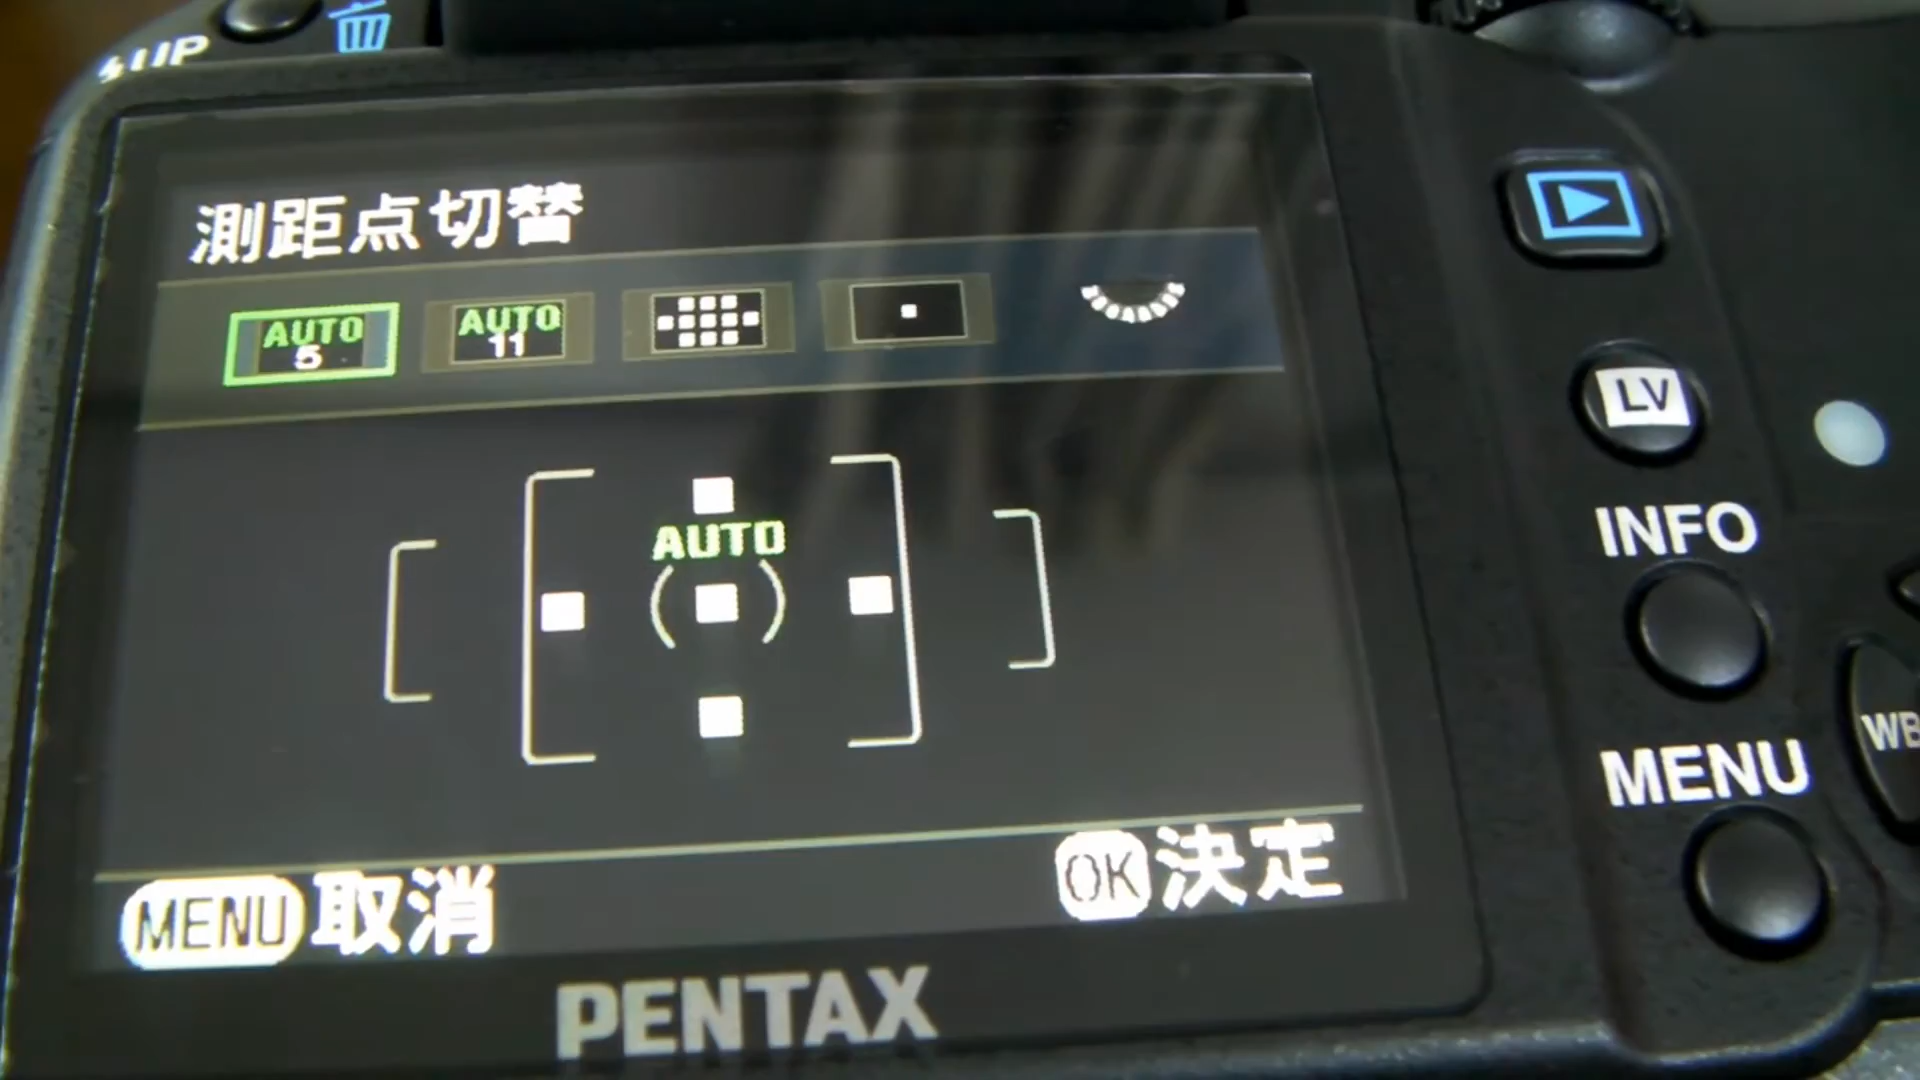 UP
測距点切替
AUTO 5
AUTO 11
AUTO
MENU 取消
OK 決定
PENTAX
LV
INFO
MENU
WB